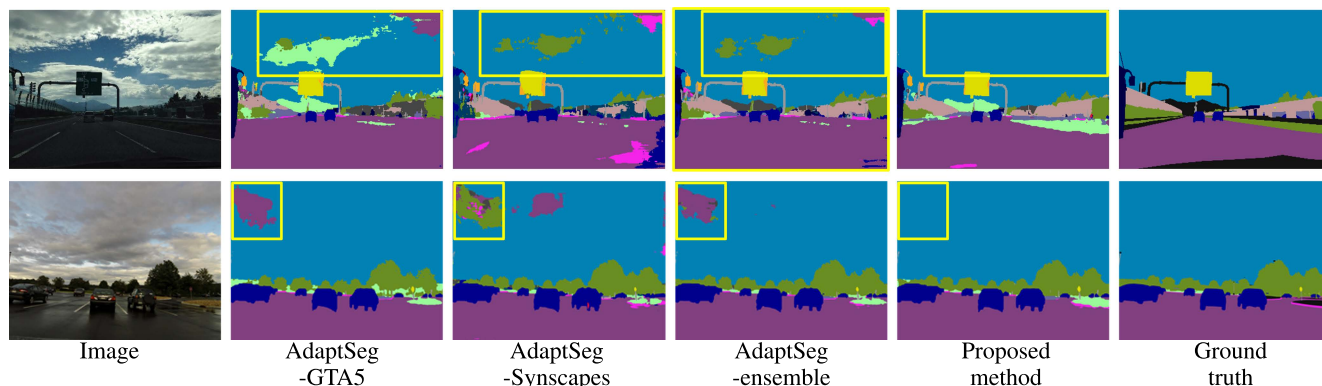 Image AdaptSeg AdaptSeg AdaptSeg Proposed Ground
-GTA5 -Synscapes -ensemble method truth